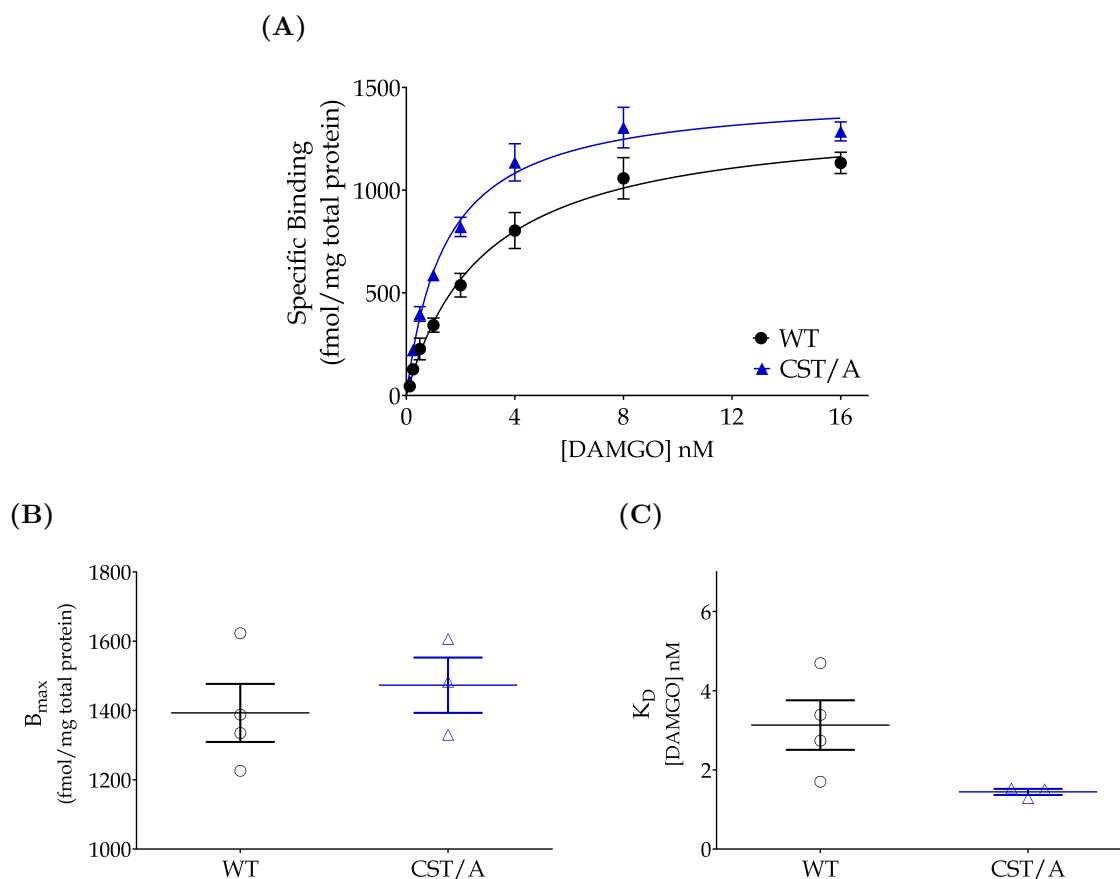 (A)
Specific Binding
(fmol/mg total protein)
1500
1000
500
0
0 4 8 12 16
[DAMGO] nM
WT
CST/A
(B)
B_max
(fmol/mg total protein)
1800
1600
1400
1200
1000
WT CST/A
(C)
K_D
[DAMGO] nM
6
4
2
0
WT CST/A